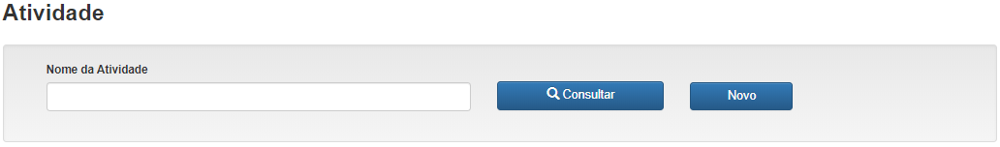 Atividade
Nome da Atividade
Consultar
Novo